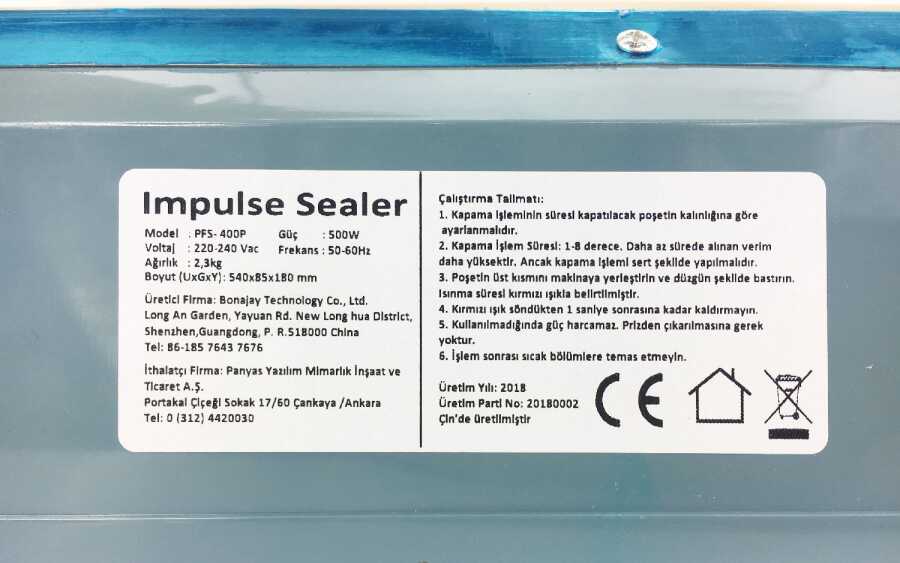 Impulse Sealer
Model : PFS- 400P Güç : 500W
Voltaj : 220-240 Vac Frekans : 50-60Hz
Ağırlık : 2,3kg
Boyut (UxGxY): 540x85x180 mm
Üretici Firma: Bonajay Technology Co., Ltd.
Long An Garden, Yayuan Rd. New Long hua District,
Shenzhen,Guangdong, P. R.518000 China
Tel: 86-185 7643 7676
İthalatçı Firma: Panyas Yazılım Mimarlık İnşaat ve
Ticaret A.Ş.
Portakal Çiçeği Sokak 17/60 Çankaya /Ankara
Tel: 0 (312) 4420030
Çalıştırma Talimatı:
1. Kapama işleminin süresi kapatılacak poşetin kalınlığına göre
ayarlanmalıdır.
2. Kapama İşlem Süresi: 1-8 derece. Daha az sürede alınan verim
daha yüksektir. Ancak kapama işlemi sert şekilde yapılmalıdır.
3. Poşetin üst kısmını makinaya yerleştirin ve düzgün şekilde bastırın.
Isınma süresi kırmızı ışıkla belirtilmiştir.
4. Kırmızı ışık söndükten 1 saniye sonrasına kadar kaldırmayın.
5. Kullanılmadığında güç harcamaz. Prizden çıkarılmasına gerek
yoktur.
6. İşlem sonrası sıcak bölümlere temas etmeyin.
Üretim Yılı: 2018
Üretim Parti No: 20180002
Çin'de üretilmiştir
CE